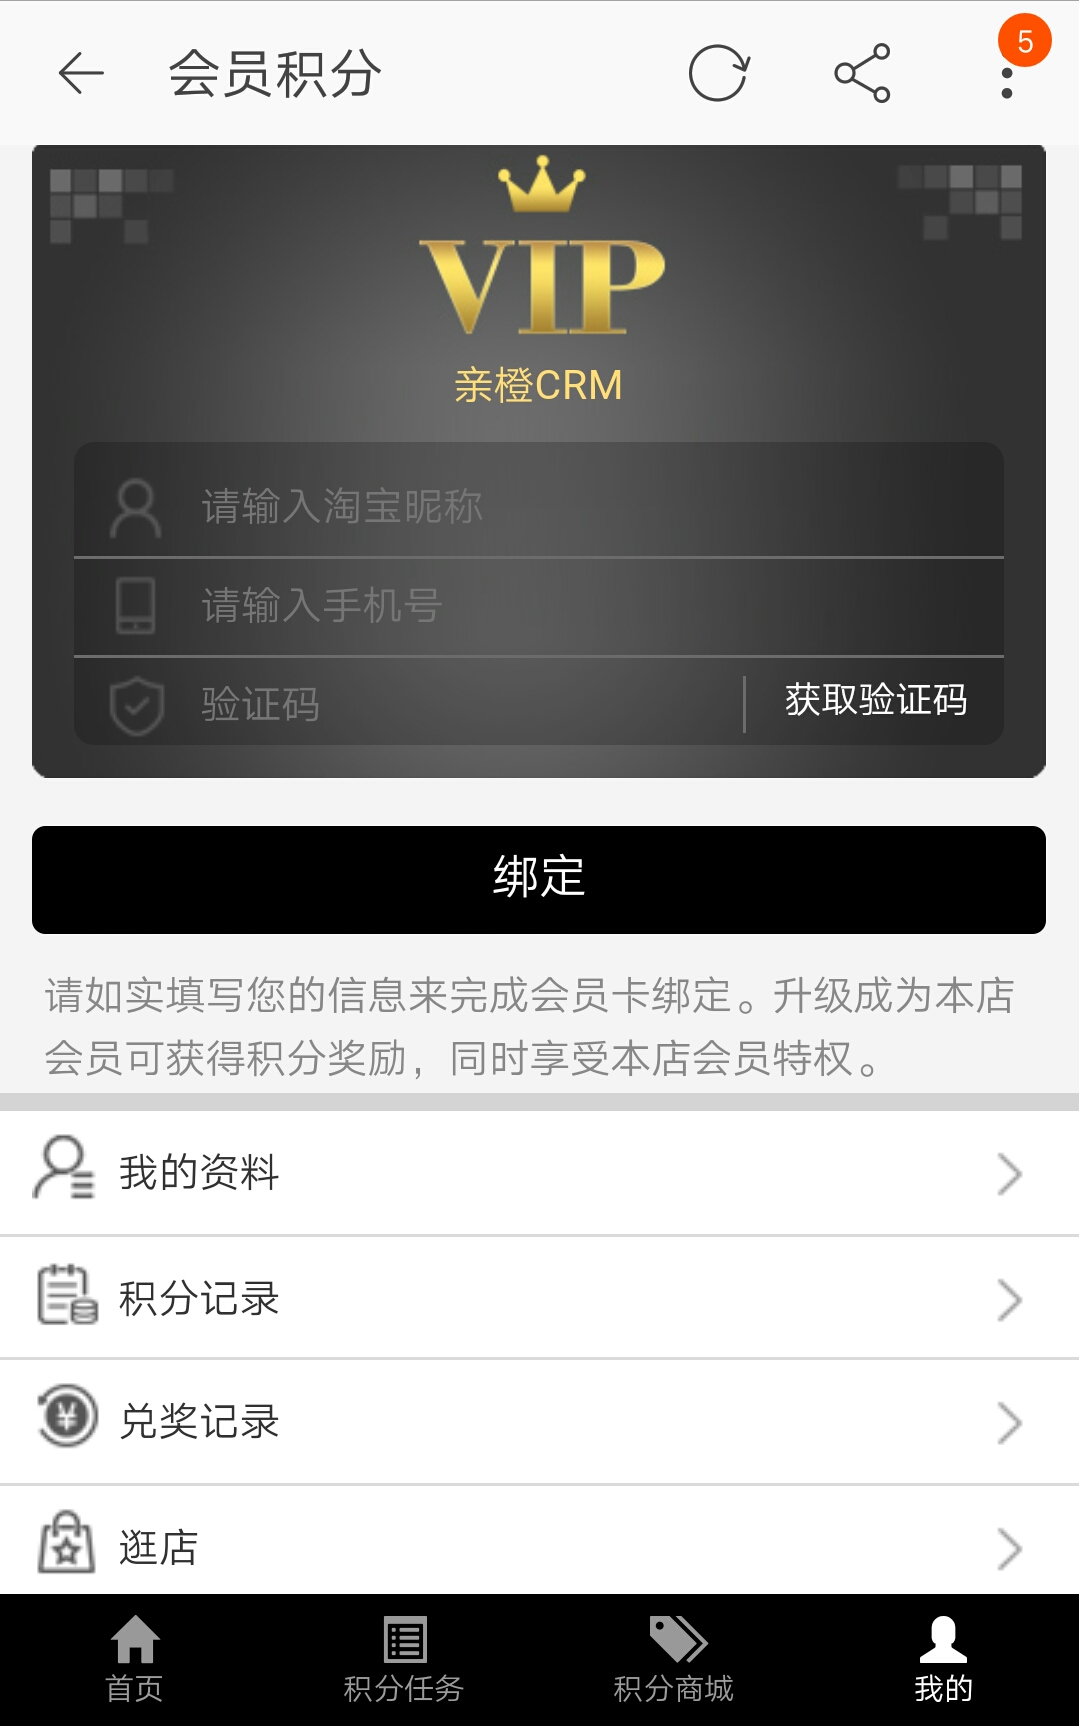 会员积分
5
VIP
亲橙CRM
请输入淘宝昵称
请输入手机号
验证码 获取验证码
绑定
请如实填写您的信息来完成会员卡绑定。升级成为本店
会员可获得积分奖励，同时享受本店会员特权。
我的资料
积分记录
兑奖记录
逛店
首页 积分任务 积分商城 我的